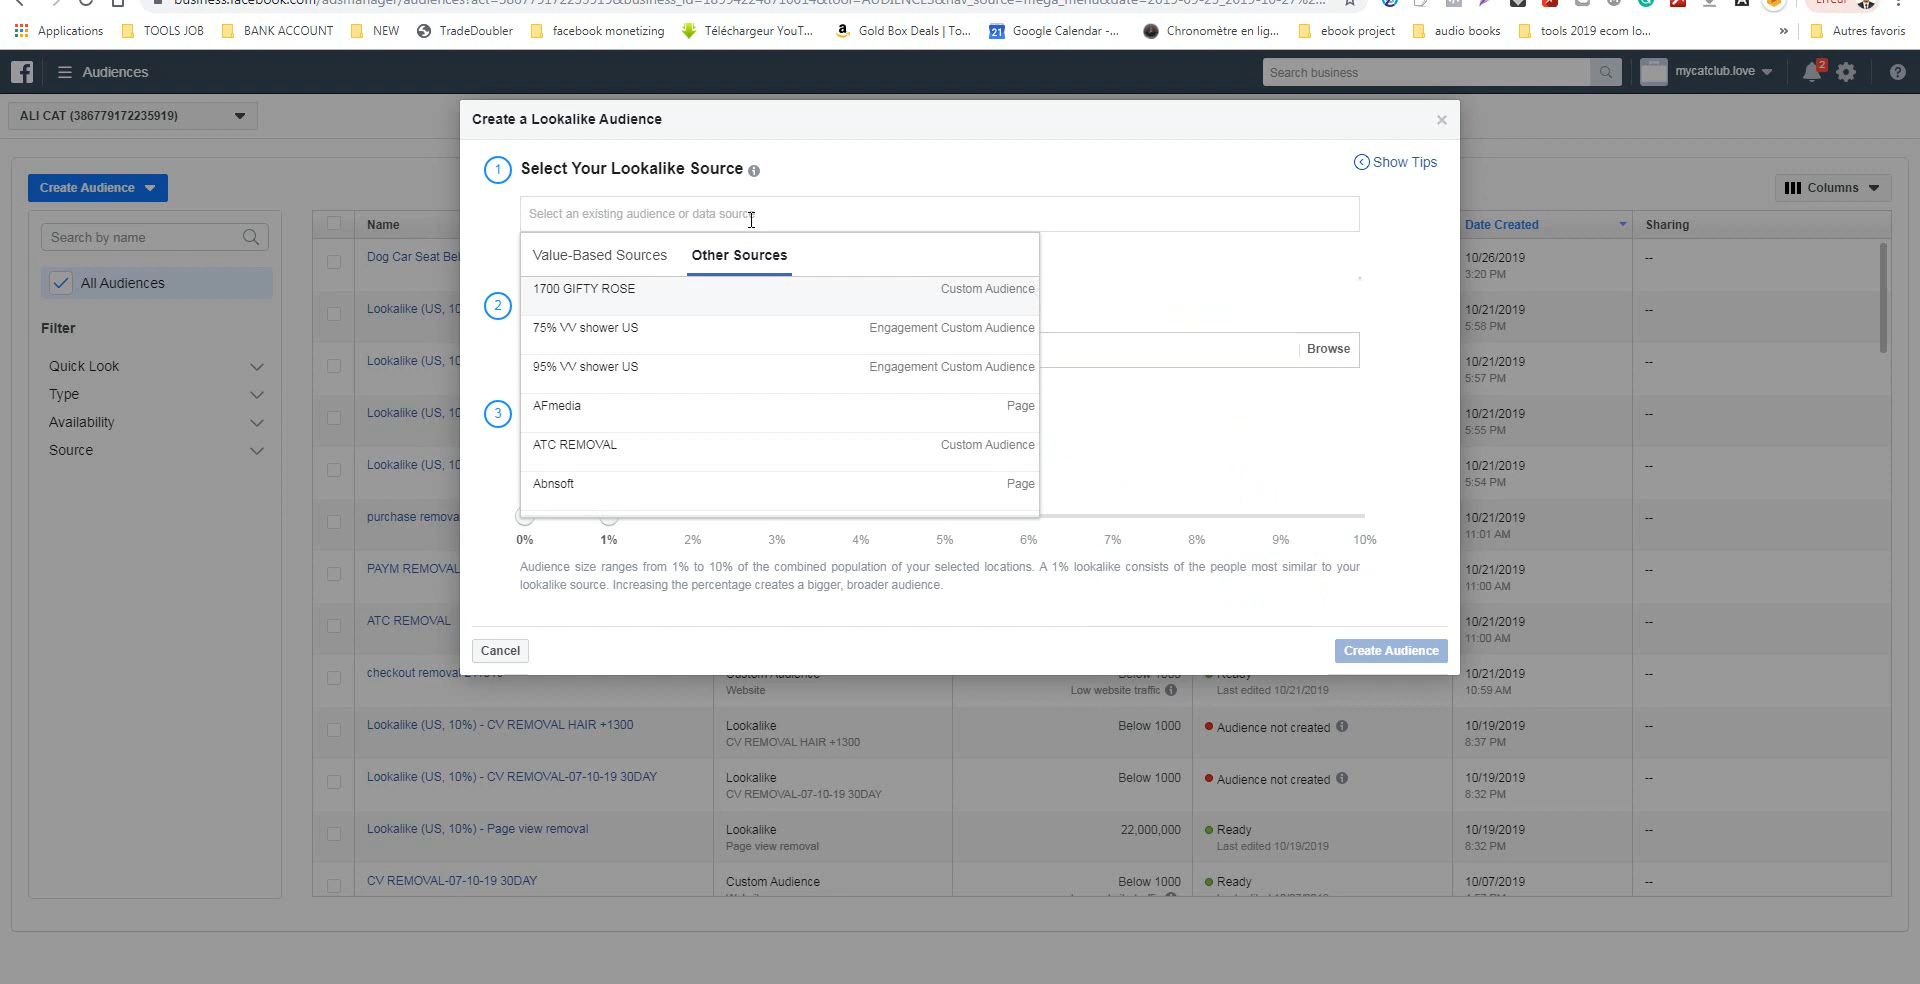 Applications
TOOLS JOB
BANK ACCOUNT
NEW
TradeDoubler
facebook monetizing
Téléchargeur YouT...
Gold Box Deals | To...
Google Calendar -...
Chronomètre en lig...
ebook project
audio books
tools 2019 ecom lo...
»
Autres favoris
Audiences
Search business
mycatclub.love
2
ALI CAT (386779172235919)
Create a Lookalike Audience
1
Select Your Lookalike Source
Show Tips
Create Audience
Columns
Select an existing audience or data source
Search by name
Name
Date Created
Sharing
Value-Based Sources
Other Sources
Dog Car Seat Bel
10/26/2019
3:20 PM
--
All Audiences
1700 GIFTY ROSE
Custom Audience
2
Lookalike (US, 10
10/21/2019
5:58 PM
--
Filter
75% VV shower US
Engagement Custom Audience
Browse
Quick Look
Lookalike (US, 10
95% VV shower US
Engagement Custom Audience
10/21/2019
5:57 PM
--
Type
3
AFmedia
Page
Lookalike (US, 10
10/21/2019
5:55 PM
--
Availability
ATC REMOVAL
Custom Audience
Source
Lookalike (US, 10
10/21/2019
5:54 PM
--
Abnsoft
Page
purchase remova
10/21/2019
11:01 AM
--
0%
1%
2%
3%
4%
5%
6%
7%
8%
9%
10%
Audience size ranges from 1% to 10% of the combined population of your selected locations. A 1% lookalike consists of the people most similar to your
lookalike source. Increasing the percentage creates a bigger, broader audience.
PAYM REMOVAL
10/21/2019
11:00 AM
--
ATC REMOVAL
10/21/2019
11:00 AM
--
Cancel
Create Audience
checkout remova
Website
Low website traffic
Last edited 10/21/2019
10/21/2019
10:59 AM
--
Lookalike (US, 10%) - CV REMOVAL HAIR +1300
Lookalike
CV REMOVAL HAIR +1300
Below 1000
Audience not created
10/19/2019
8:37 PM
--
Lookalike (US, 10%) - CV REMOVAL-07-10-19 30DAY
Lookalike
CV REMOVAL-07-10-19 30DAY
Below 1000
Audience not created
10/19/2019
8:32 PM
--
Lookalike (US, 10%) - Page view removal
Lookalike
Page view removal
22,000,000
Ready
Last edited 10/19/2019
10/19/2019
8:32 PM
--
CV REMOVAL-07-10-19 30DAY
Custom Audience
Below 1000
Ready
10/07/2019
--